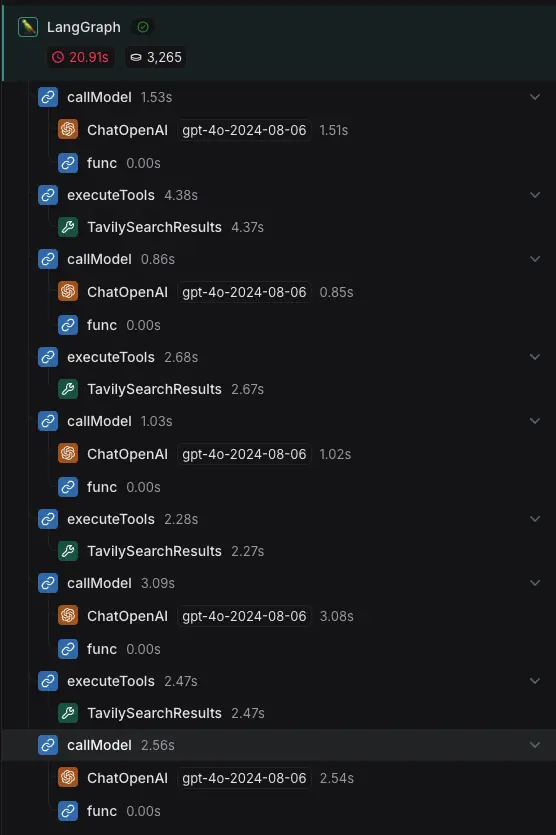 LangGraph
20.91s 3,265
callModel 1.53s
ChatOpenAI gpt-4o-2024-08-06 1.51s
func 0.00s
executeTools 4.38s
TavilySearchResults 4.37s
callModel 0.86s
ChatOpenAI gpt-4o-2024-08-06 0.85s
func 0.00s
executeTools 2.68s
TavilySearchResults 2.67s
callModel 1.03s
ChatOpenAI gpt-4o-2024-08-06 1.02s
func 0.00s
executeTools 2.28s
TavilySearchResults 2.27s
callModel 3.09s
ChatOpenAI gpt-4o-2024-08-06 3.08s
func 0.00s
executeTools 2.47s
TavilySearchResults 2.47s
callModel 2.56s
ChatOpenAI gpt-4o-2024-08-06 2.54s
func 0.00s